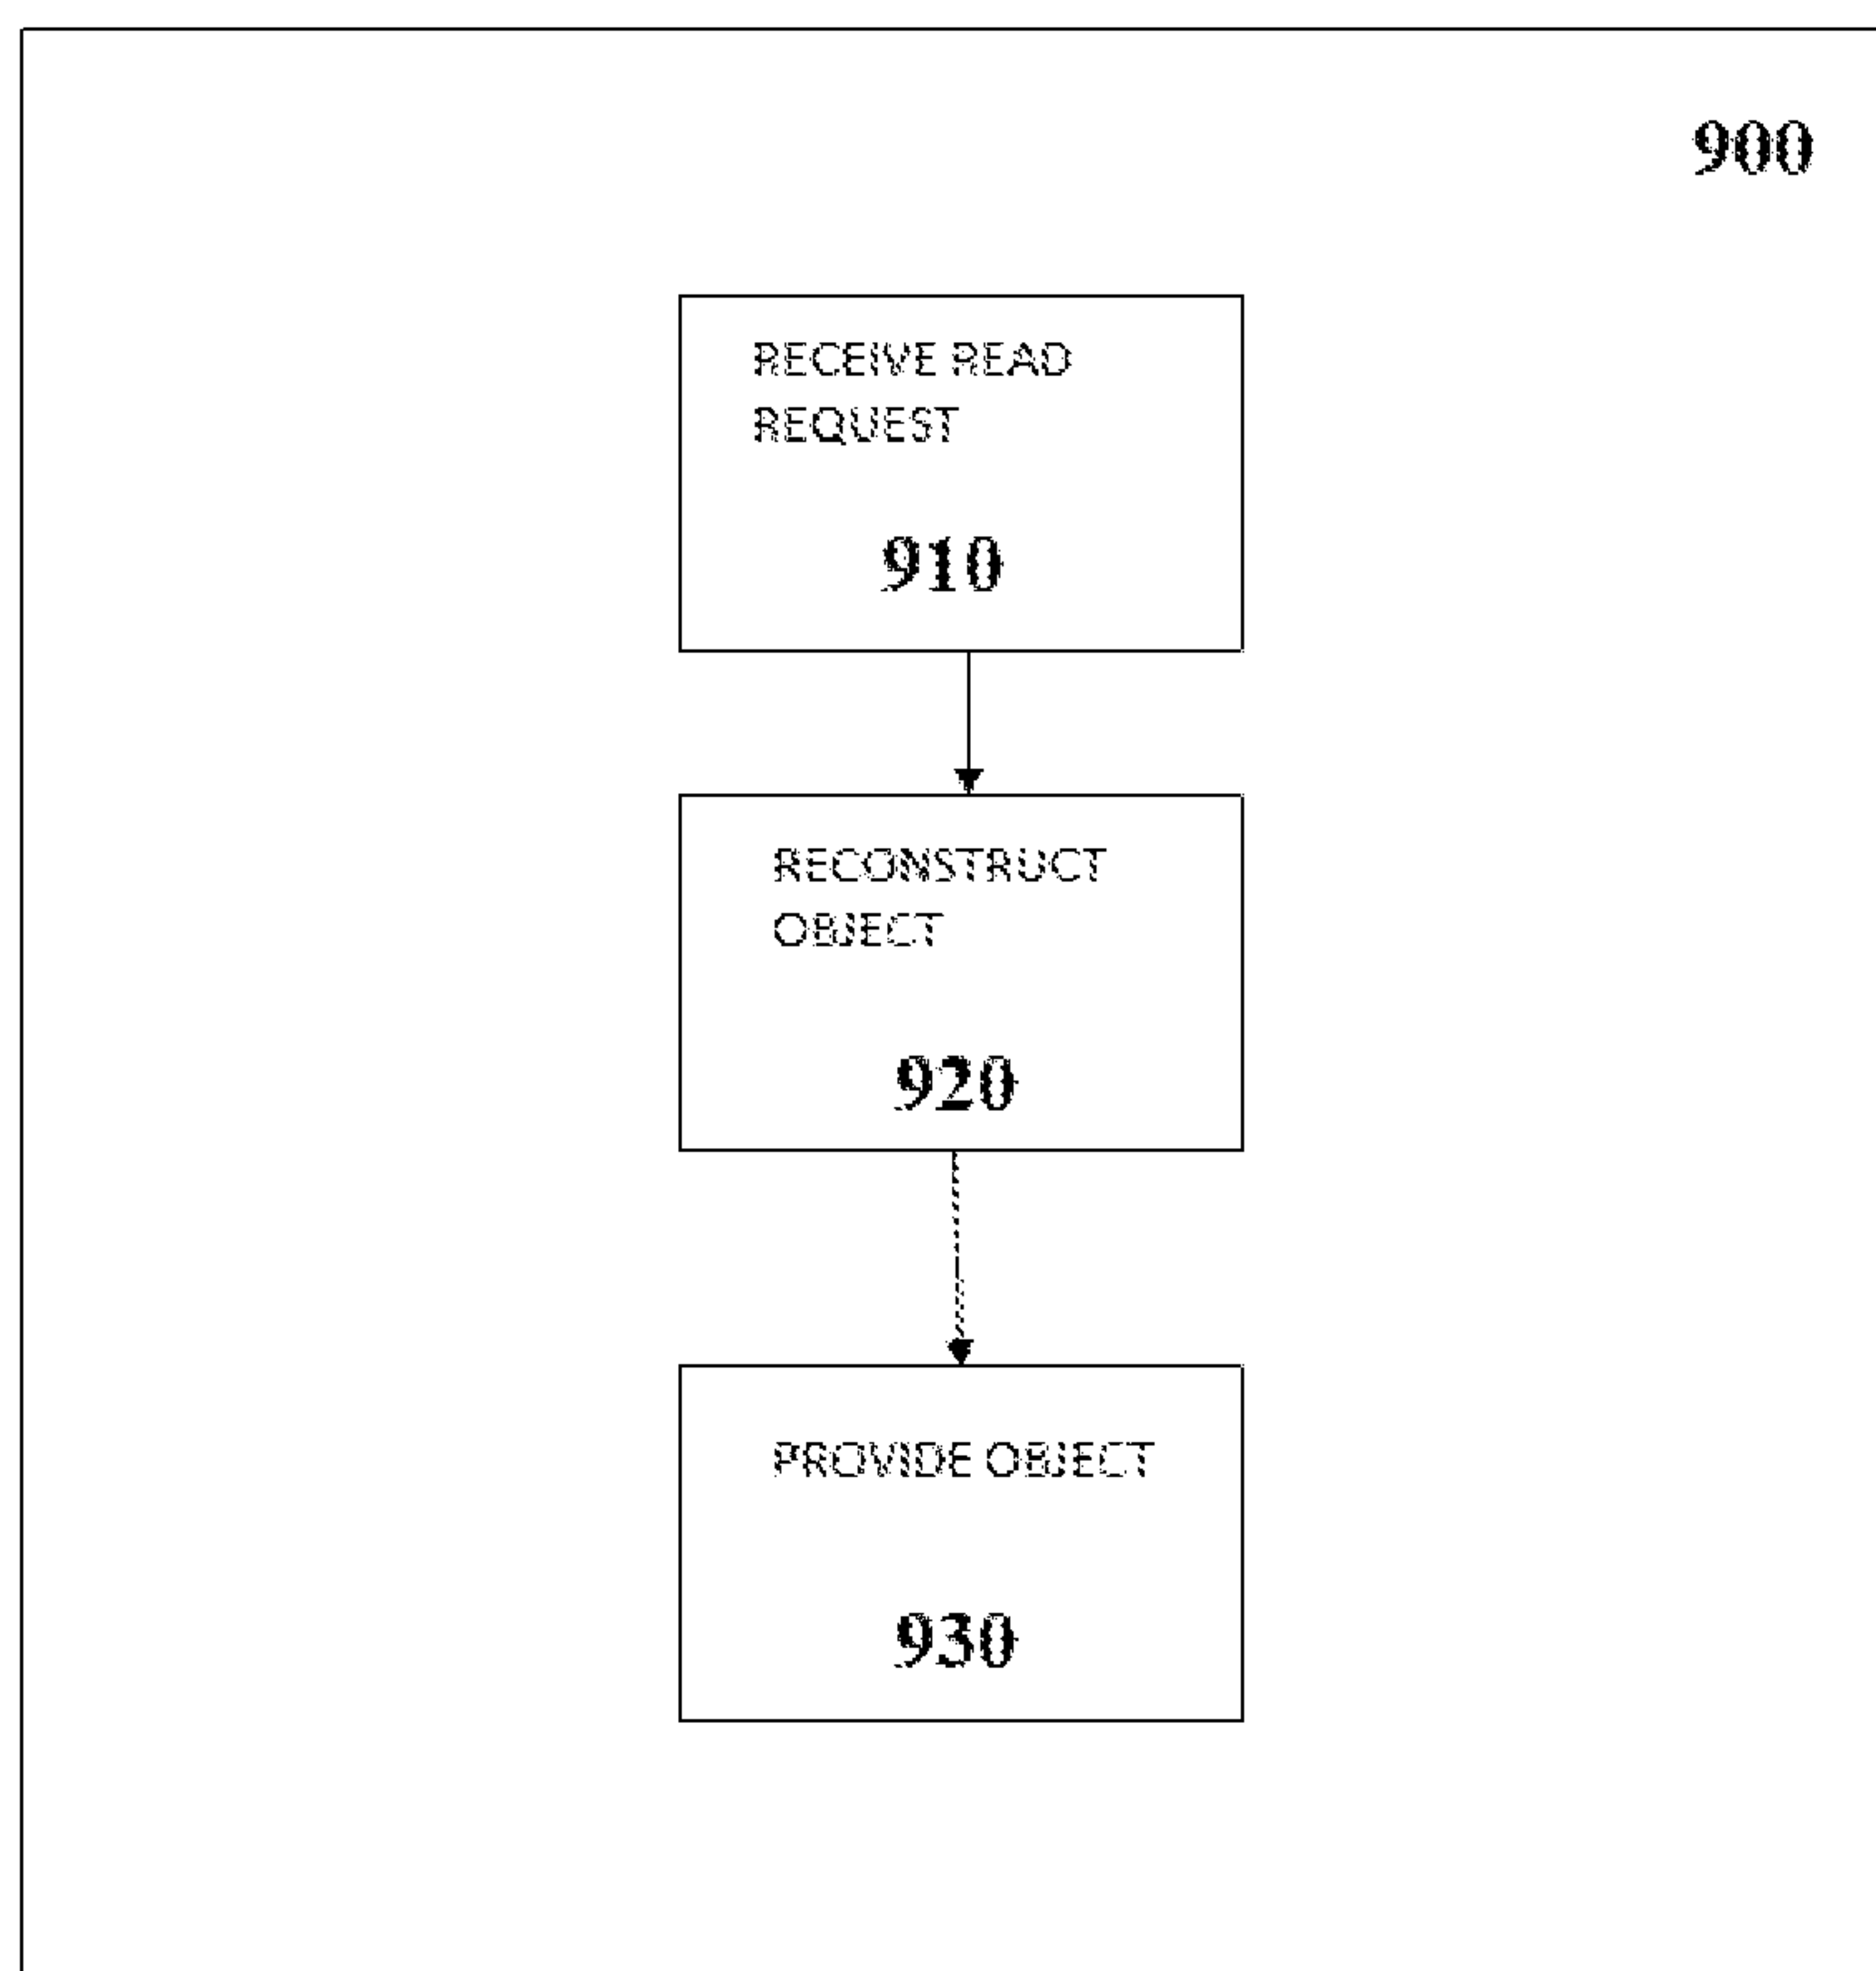 900
RECEIVE READ
REQUEST
910
RECONSTRUCT
OBJECT
920
PROVIDE OBJECT
930